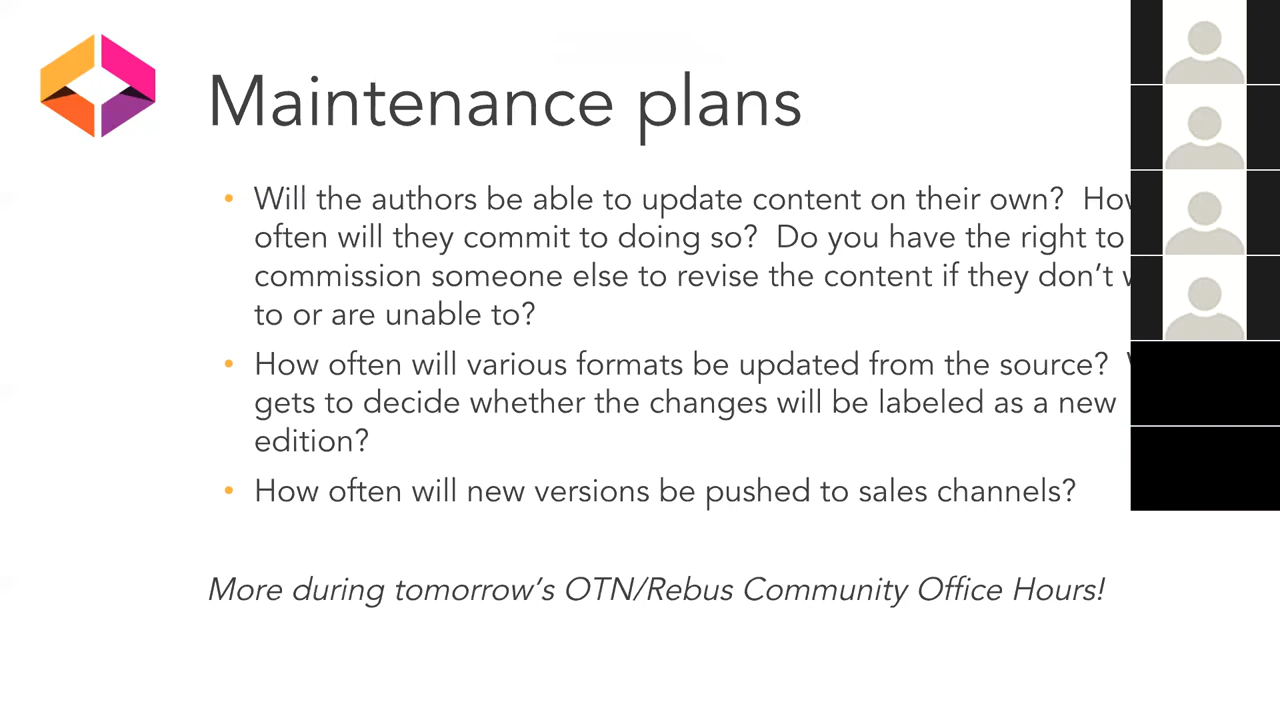 Maintenance plans
• Will the authors be able to update content on their own? How
often will they commit to doing so? Do you have the right to
commission someone else to revise the content if they don't
to or are unable to?
• How often will various formats be updated from the source?
gets to decide whether the changes will be labeled as a new
edition?
• How often will new versions be pushed to sales channels?
More during tomorrow's OTN/Rebus Community Office Hours!